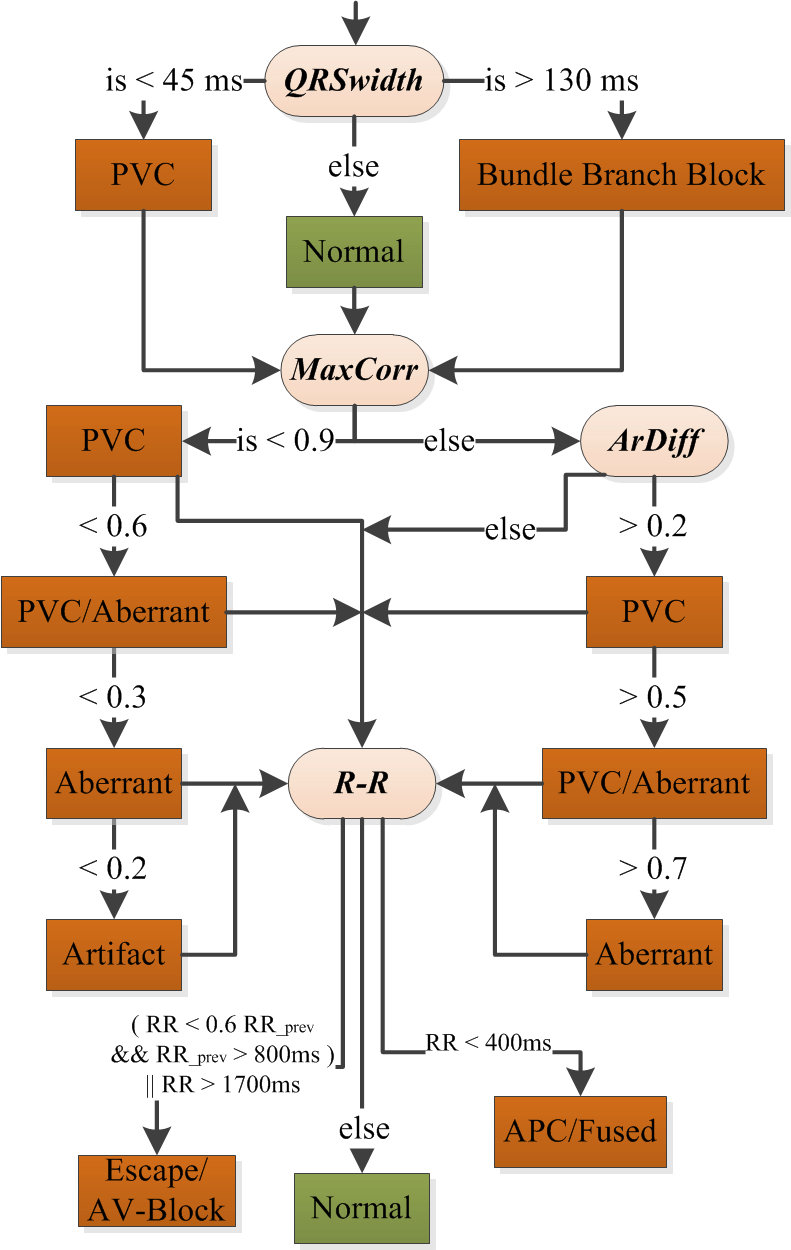 QRSwidth
is < 45 ms
is > 130 ms
PVC
else
Bundle Branch Block
Normal
MaxCorr
PVC
is < 0.9
else
ArDiff
< 0.6
else
> 0.2
PVC/Aberrant
PVC
< 0.3
> 0.5
Aberrant
R-R
PVC/Aberrant
< 0.2
> 0.7
Artifact
Aberrant
( RR < 0.6 RR_prev
&& RR_prev > 800ms )
|| RR > 1700ms
RR < 400ms
else
APC/Fused
Escape/
AV-Block
Normal